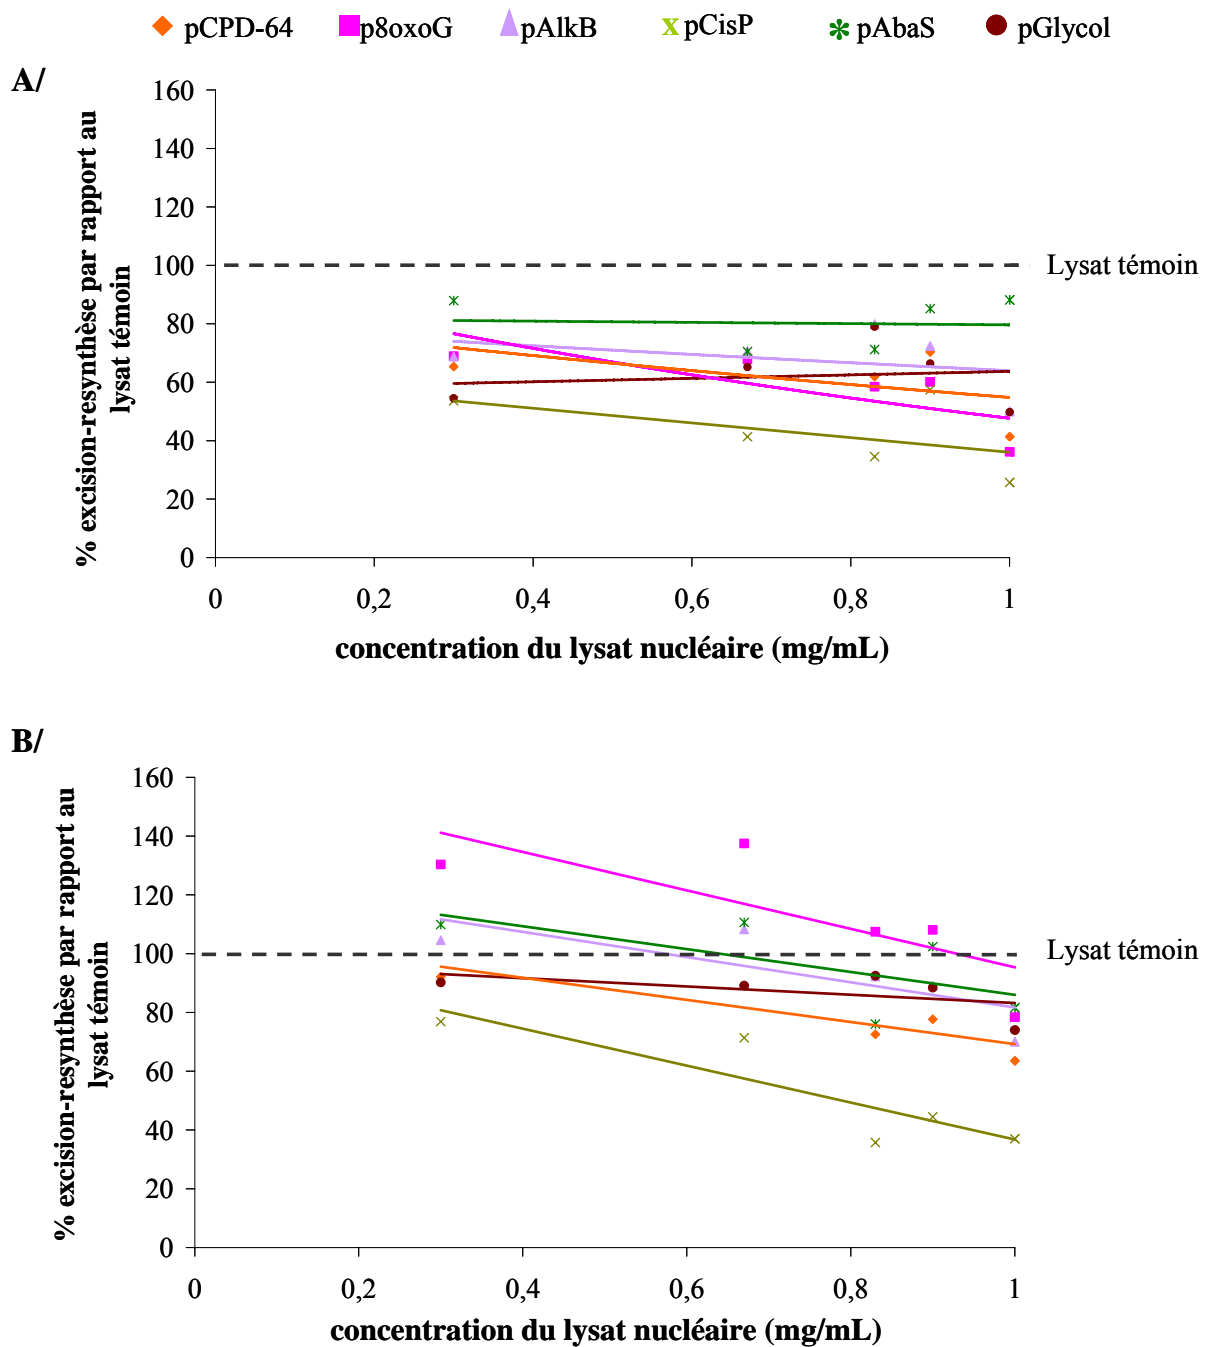 pCPD-64 p8oxoG pAlkB pCisP pAbaS pGlycol
A/
% excision-resynthèse par rapport au
lysat témoin
160
140
120
100
80
60
40
20
0
Lysat témoin
0 0,2 0,4 0,6 0,8 1
concentration du lysat nucléaire (mg/mL)
B/
% excision-resynthèse par rapport au
lysat témoin
160
140
120
100
80
60
40
20
0
Lysat témoin
0 0,2 0,4 0,6 0,8 1
concentration du lysat nucléaire (mg/mL)